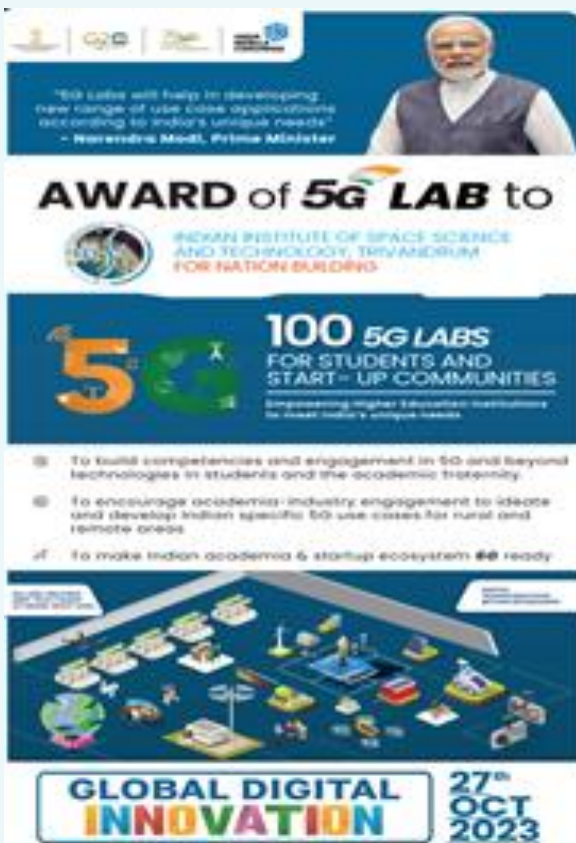 G20
INDIA
MOBILE
CONGRESS
"5G Labs will help in developing
new range of use case applications
according to India's unique needs"
- Narendra Modi, Prime Minister
AWARD of 5G LAB to
INDIAN INSTITUTE OF SPACE SCIENCE
AND TECHNOLOGY, TRIVANDRUM
FOR NATION BUILDING
5G
100 5G LABS
FOR STUDENTS AND
START- UP COMMUNITIES
Empowering Higher Education Institutions
to meet India's unique needs
To build competencies and engagement in 5G and beyond
technologies in students and the academic fraternity
To encourage academia-industry engagement to ideate
and develop Indian specific 5G use cases for rural and
remote areas
To make Indian academia & startup ecosystem 6G ready
GLOBAL DIGITAL
INNOVATION
27th
OCT
2023